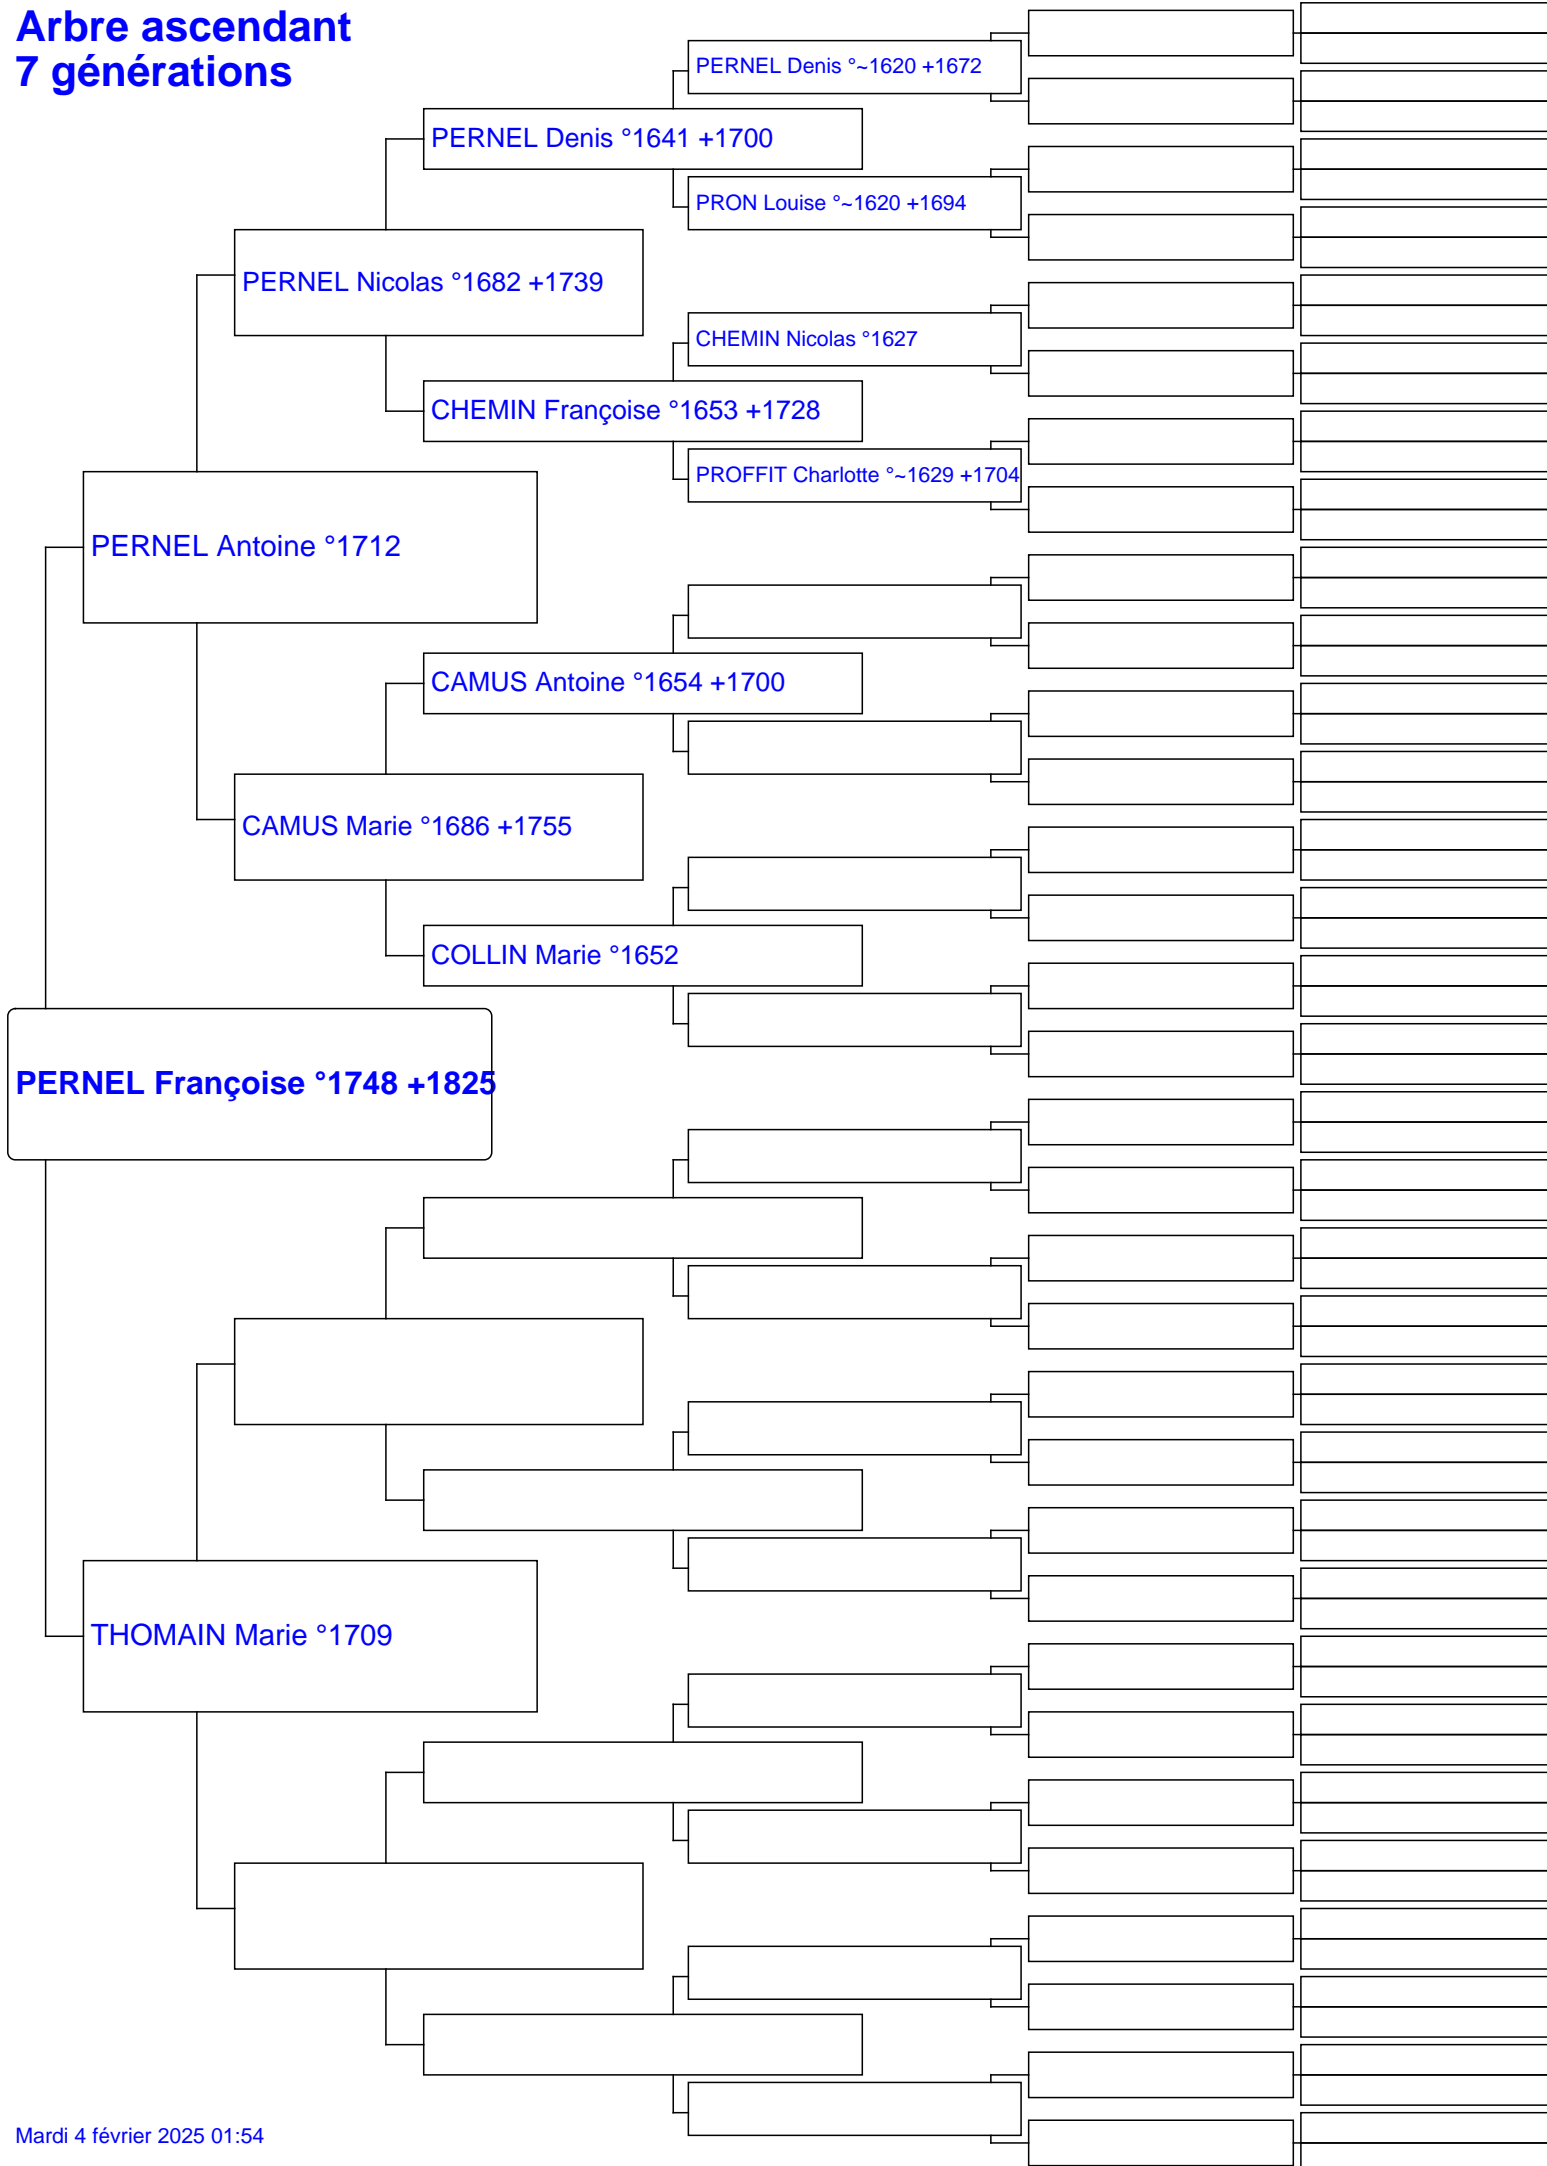 Arbre ascendant
7 générations
PERNEL Denis °~1620 +1672
PERNEL Denis °1641 +1700
PRON Louise °~1620 +1694
PERNEL Nicolas °1682 +1739
CHEMIN Nicolas °1627
CHEMIN Françoise °1653 +1728
PROFFIT Charlotte °~1629 +1704
PERNEL Antoine °1712
CAMUS Antoine °1654 +1700
CAMUS Marie °1686 +1755
COLLIN Marie °1652
PERNEL Françoise °1748 +1825
THOMAIN Marie °1709
Mardi 4 février 2025 01:54